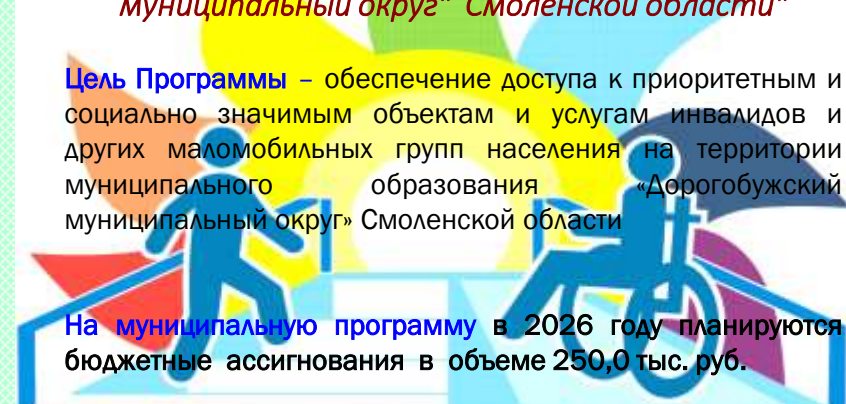 муниципальный округ" Смоленской области"
Цель Программы – обеспечение доступа к приоритетным и
социально значимым объектам и услугам инвалидов и
других маломобильных групп населения на территории
муниципального образования «Дорогобужский
муниципальный округ» Смоленской области
На муниципальную программу в 2026 году планируются
бюджетные ассигнования в объеме 250,0 тыс. руб.